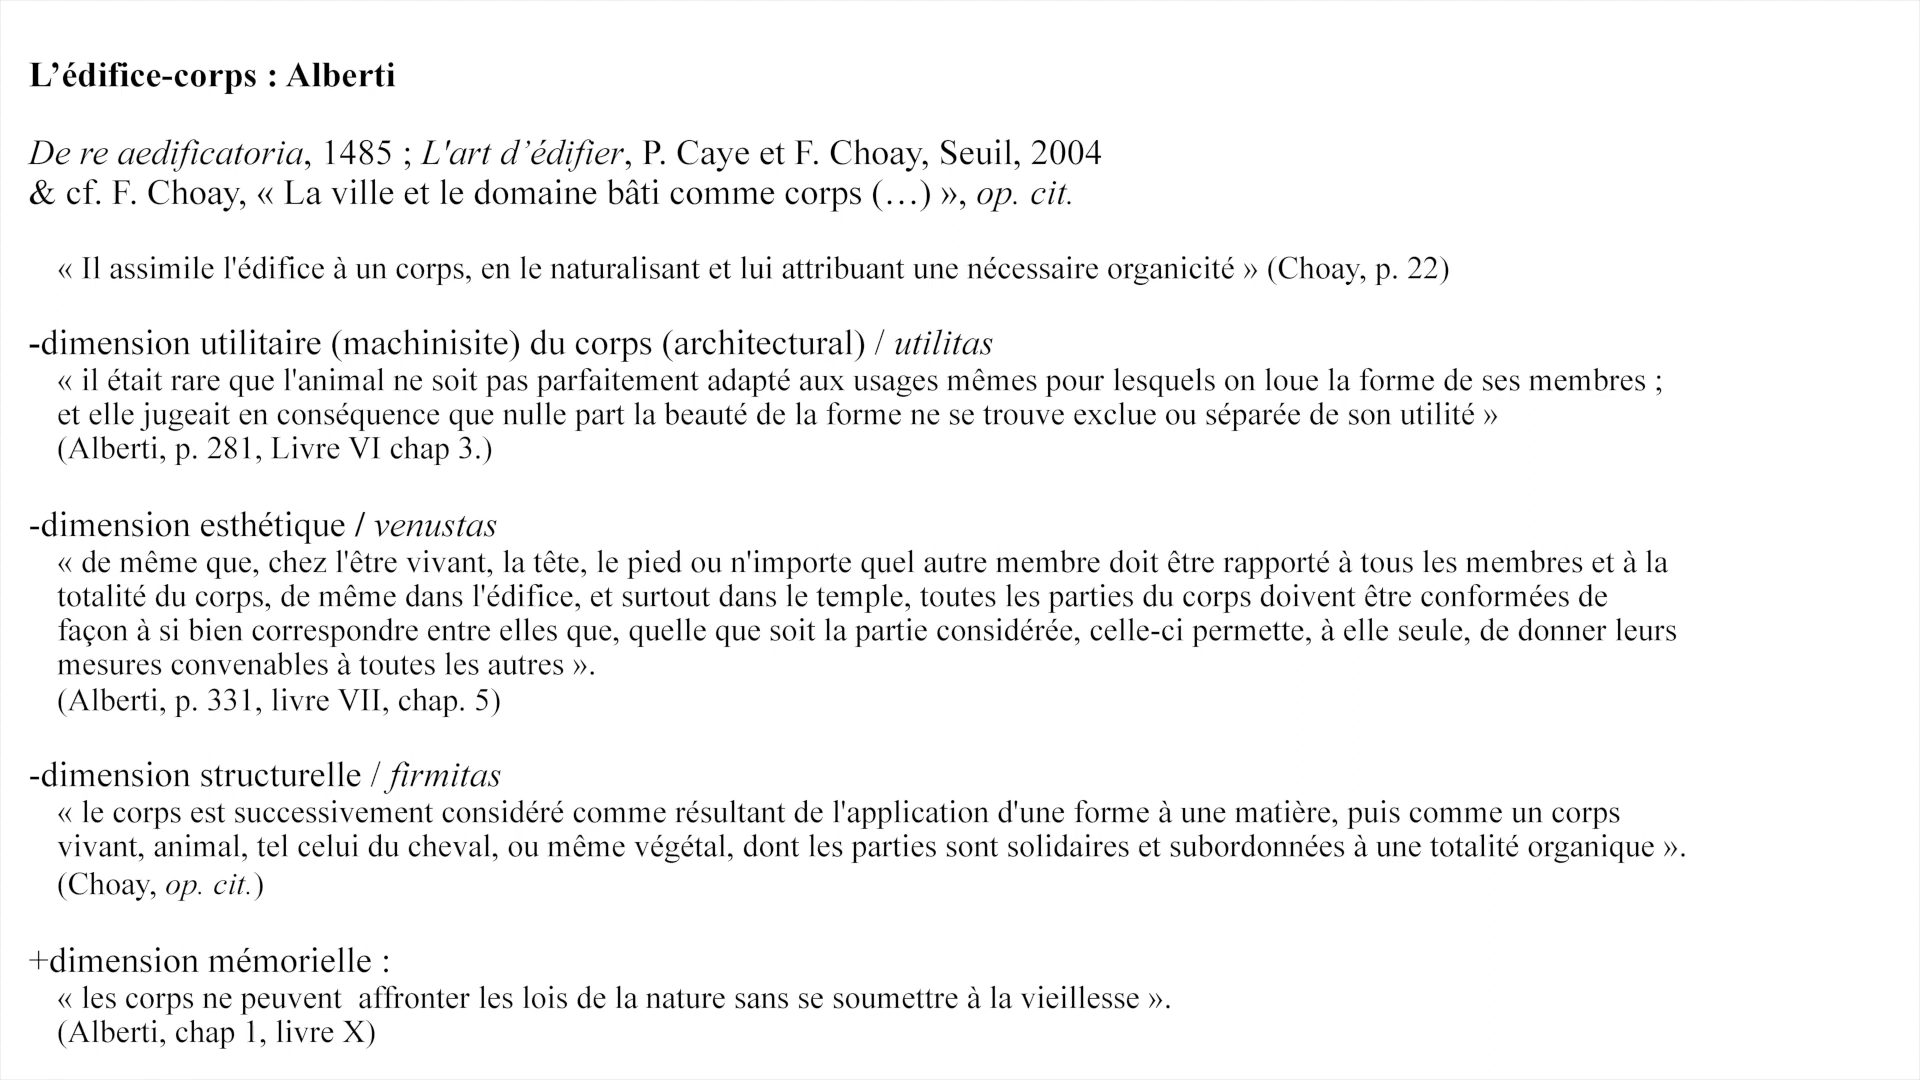 L’édifice-corps : Alberti
De re aedificatoria, 1485 ; L'art d’édifier, P. Caye et F. Choay, Seuil, 2004
& cf. F. Choay, « La ville et le domaine bâti comme corps (…) », op. cit.
« Il assimile l'édifice à un corps, en le naturalisant et lui attribuant une nécessaire organicité » (Choay, p. 22)
-dimension utilitaire (machinisite) du corps (architectural) / utilitas
« il était rare que l'animal ne soit pas parfaitement adapté aux usages mêmes pour lesquels on loue la forme de ses membres ;
et elle jugeait en conséquence que nulle part la beauté de la forme ne se trouve exclue ou séparée de son utilité »
(Alberti, p. 281, Livre VI chap 3.)
-dimension esthétique / venustas
« de même que, chez l'être vivant, la tête, le pied ou n'importe quel autre membre doit être rapporté à tous les membres et à la
totalité du corps, de même dans l'édifice, et surtout dans le temple, toutes les parties du corps doivent être conformées de
façon à si bien correspondre entre elles que, quelle que soit la partie considérée, celle-ci permette, à elle seule, de donner leurs
mesures convenables à toutes les autres ».
(Alberti, p. 331, livre VII, chap. 5)
-dimension structurelle / firmitas
« le corps est successivement considéré comme résultant de l'application d'une forme à une matière, puis comme un corps
vivant, animal, tel celui du cheval, ou même végétal, dont les parties sont solidaires et subordonnées à une totalité organique ».
(Choay, op. cit.)
+dimension mémorielle :
« les corps ne peuvent  affronter les lois de la nature sans se soumettre à la vieillesse ».
(Alberti, chap 1, livre X)